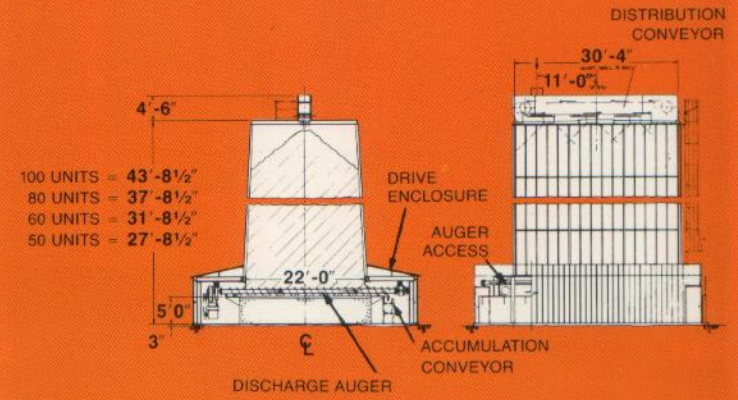 DISTRIBUTION
CONVEYOR
30'-4"
11'-0"
4'-6"
100 UNITS = 43'-8½"
80 UNITS = 37'-8½"
60 UNITS = 31'-8½"
50 UNITS = 27'-8½"
DRIVE
ENCLOSURE
AUGER
ACCESS
22'-0"
5'0"
3"
℄
ACCUMULATION
CONVEYOR
DISCHARGE AUGER